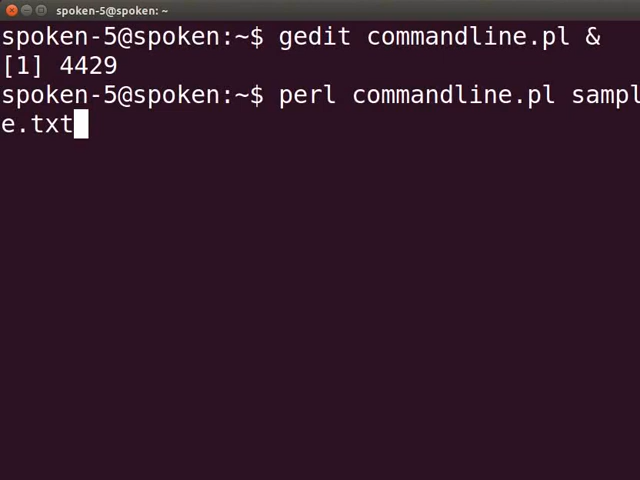 spoken-5@spoken: ~
spoken-5@spoken:~$ gedit commandline.pl &
[1] 4429
spoken-5@spoken:~$ perl commandline.pl sampl
e.txt